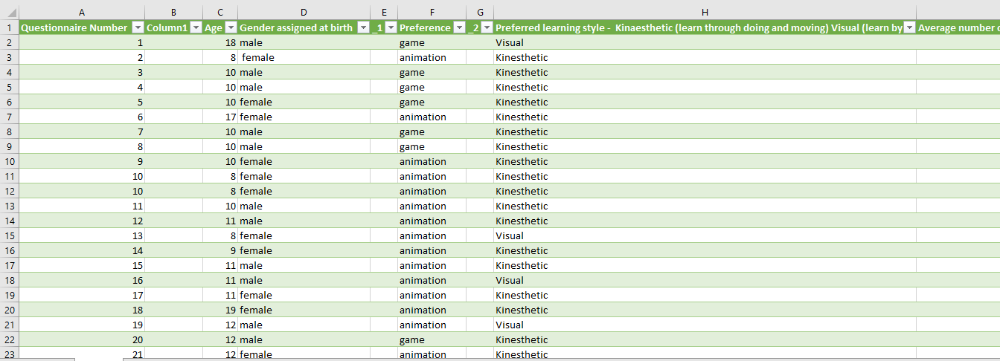 A B C D E F G H
1 Questionnaire Number Column1 Age Gender assigned at birth _1 Preference _2 Preferred learning style - Kinaesthetic (learn through doing and moving) Visual (learn by Average number
2 1 18 male game Visual
3 2 8 female animation Kinesthetic
4 3 10 male game Kinesthetic
5 4 10 male game Kinesthetic
6 5 10 female game Kinesthetic
7 6 17 female animation Kinesthetic
8 7 10 male game Kinesthetic
9 8 10 male game Kinesthetic
10 9 10 female animation Kinesthetic
11 10 8 female animation Kinesthetic
12 10 8 female animation Kinesthetic
13 11 10 male animation Kinesthetic
14 12 11 male animation Kinesthetic
15 13 8 female animation Visual
16 14 9 female animation Kinesthetic
17 15 11 male animation Kinesthetic
18 16 11 male animation Visual
19 17 11 female animation Kinesthetic
20 18 19 female animation Kinesthetic
21 19 12 male animation Visual
22 20 12 male game Kinesthetic
23 21 12 female animation Kinesthetic